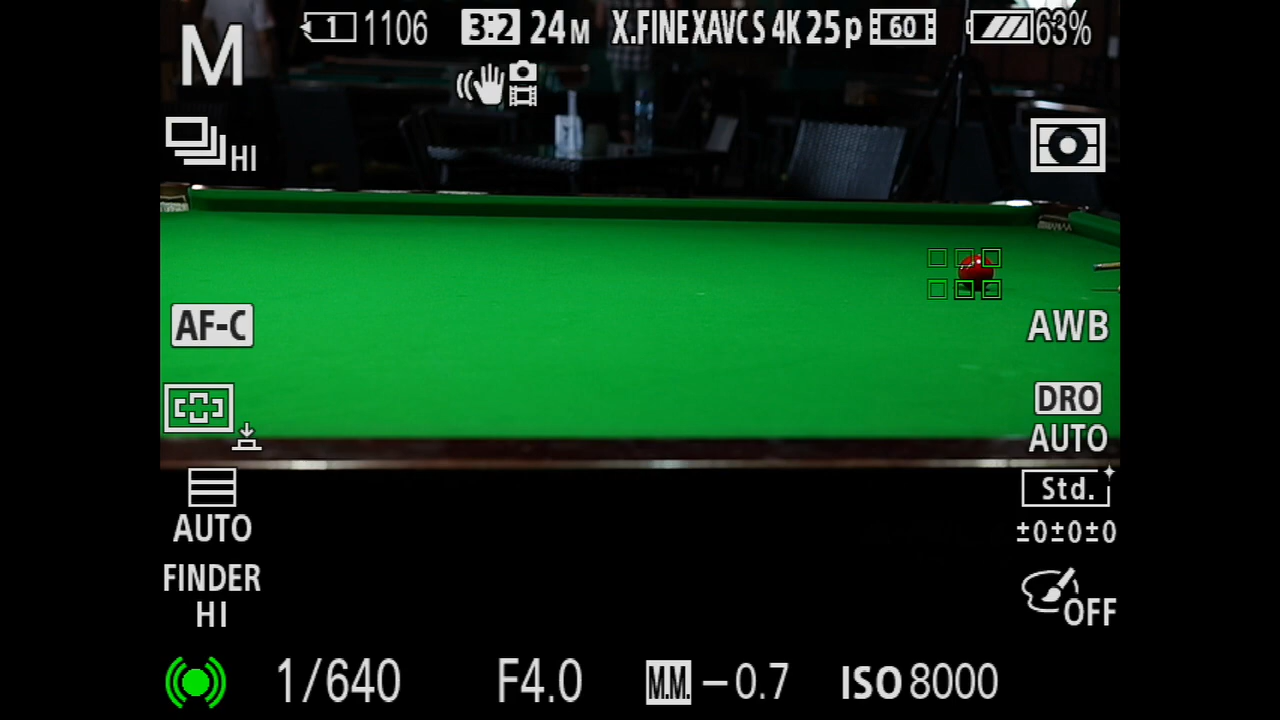 M
1 1106 3:2 24M X.FINE XAVC S 4K 25p 60 63%
HI
AF-C
AWB
DRO
AUTO
Std.
±0±0±0
AUTO
FINDER
HI
OFF
1/640 F4.0 M.M. −0.7 ISO 8000